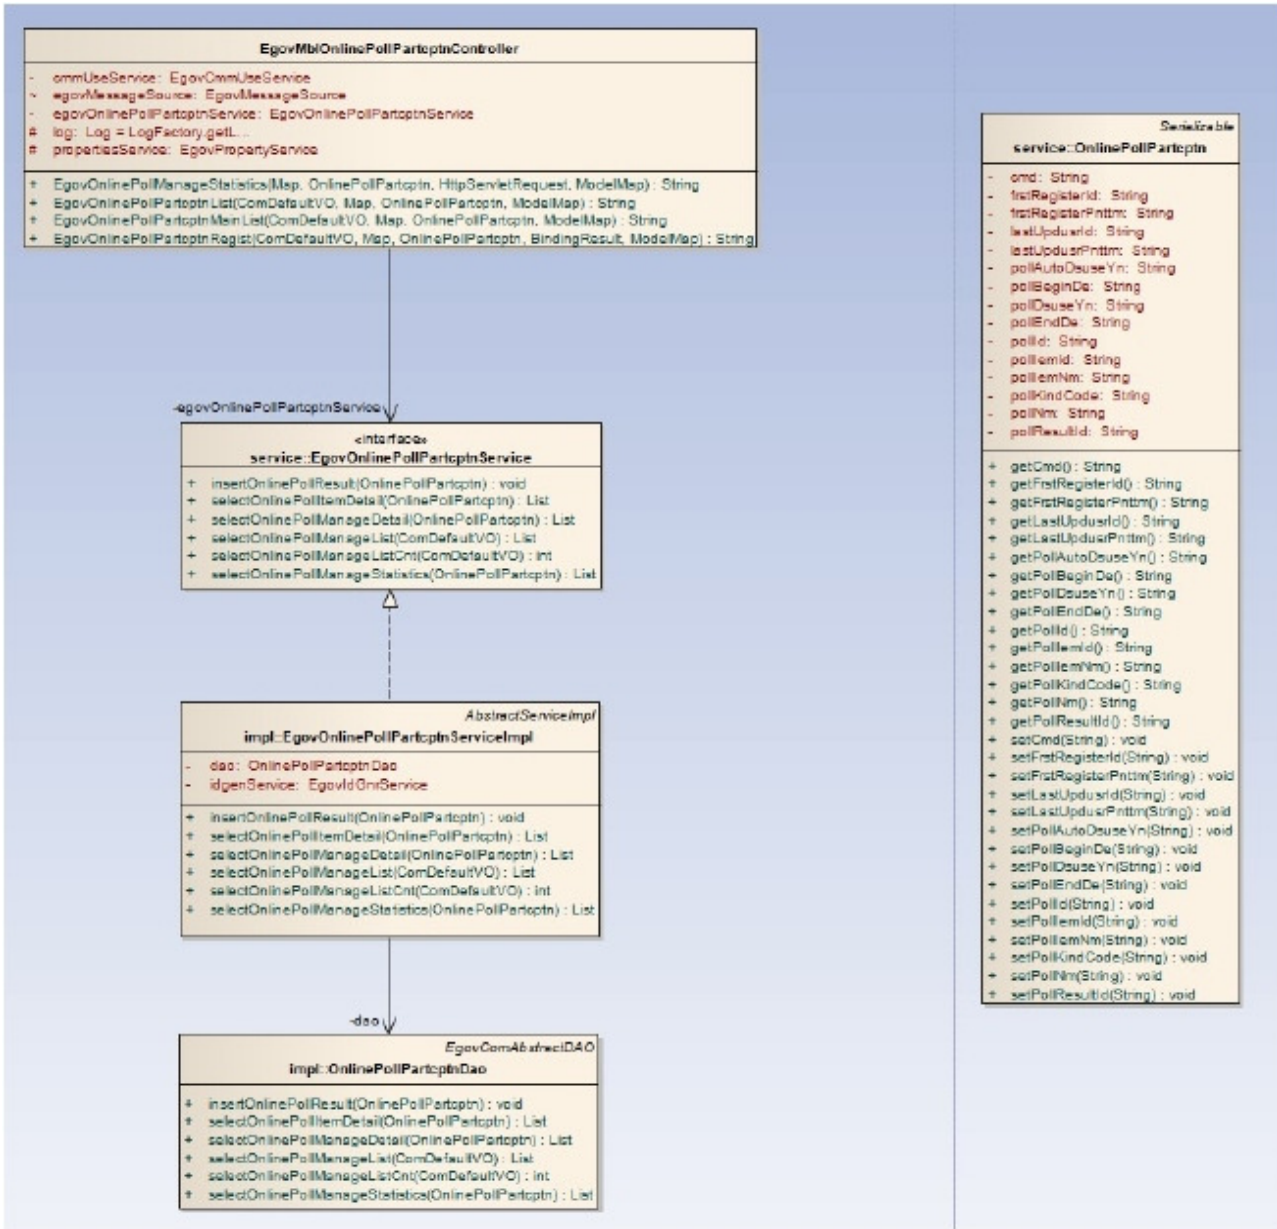 EgovMblOnlinePollPartcptnController
- cmmUseService: EgovCmmUseService
~ egovMessageSource: EgovMessageSource
- egovOnlinePollPartcptnService: EgovOnlinePollPartcptnService
# log: Log = LogFactory.getL...
# propertiesService: EgovPropertyService
+ EgovOnlinePollManageStatistics(Map, OnlinePollPartcptn, HttpServletRequest, ModelMap) : String
+ EgovOnlinePollPartcptnList(ComDefaultVO, Map, OnlinePollPartcptn, ModelMap) : String
+ EgovOnlinePollPartcptnMainList(ComDefaultVO, Map, OnlinePollPartcptn, ModelMap) : String
+ EgovOnlinePollPartcptnRegist(ComDefaultVO, Map, OnlinePollPartcptn, BindingResult, ModelMap) : String
-egovOnlinePollPartcptnService
«interface»
service::EgovOnlinePollPartcptnService
+ insertOnlinePollResult(OnlinePollPartcptn) : void
+ selectOnlinePollItemDetail(OnlinePollPartcptn) : List
+ selectOnlinePollManageDetail(OnlinePollPartcptn) : List
+ selectOnlinePollManageList(ComDefaultVO) : List
+ selectOnlinePollManageListCnt(ComDefaultVO) : int
+ selectOnlinePollManageStatistics(OnlinePollPartcptn) : List
AbstractServiceImpl
impl::EgovOnlinePollPartcptnServiceImpl
- dao: OnlinePollPartcptnDao
- idgenService: EgovIdGnrService
+ insertOnlinePollResult(OnlinePollPartcptn) : void
+ selectOnlinePollItemDetail(OnlinePollPartcptn) : List
+ selectOnlinePollManageDetail(OnlinePollPartcptn) : List
+ selectOnlinePollManageList(ComDefaultVO) : List
+ selectOnlinePollManageListCnt(ComDefaultVO) : int
+ selectOnlinePollManageStatistics(OnlinePollPartcptn) : List
-dao
EgovComAbstractDAO
impl::OnlinePollPartcptnDao
+ insertOnlinePollResult(OnlinePollPartcptn) : void
+ selectOnlinePollItemDetail(OnlinePollPartcptn) : List
+ selectOnlinePollManageDetail(OnlinePollPartcptn) : List
+ selectOnlinePollManageList(ComDefaultVO) : List
+ selectOnlinePollManageListCnt(ComDefaultVO) : int
+ selectOnlinePollManageStatistics(OnlinePollPartcptn) : List
Serializable
service::OnlinePollPartcptn
- cmd: String
- frstRegisterId: String
- frstRegisterPnttm: String
- lastUpdusrId: String
- lastUpdusrPnttm: String
- pollAutoDsuseYn: String
- pollBeginDe: String
- pollDsuseYn: String
- pollEndDe: String
- pollId: String
- pollIemId: String
- pollIemNm: String
- pollKindCode: String
- pollNm: String
- pollResultId: String
+ getCmd() : String
+ getFrstRegisterId() : String
+ getFrstRegisterPnttm() : String
+ getLastUpdusrId() : String
+ getLastUpdusrPnttm() : String
+ getPollAutoDsuseYn() : String
+ getPollBeginDe() : String
+ getPollDsuseYn() : String
+ getPollEndDe() : String
+ getPollId() : String
+ getPollIemId() : String
+ getPollIemNm() : String
+ getPollKindCode() : String
+ getPollNm() : String
+ getPollResultId() : String
+ setCmd(String) : void
+ setFrstRegisterId(String) : void
+ setFrstRegisterPnttm(String) : void
+ setLastUpdusrId(String) : void
+ setLastUpdusrPnttm(String) : void
+ setPollAutoDsuseYn(String) : void
+ setPollBeginDe(String) : void
+ setPollDsuseYn(String) : void
+ setPollEndDe(String) : void
+ setPollId(String) : void
+ setPollIemId(String) : void
+ setPollIemNm(String) : void
+ setPollKindCode(String) : void
+ setPollNm(String) : void
+ setPollResultId(String) : void